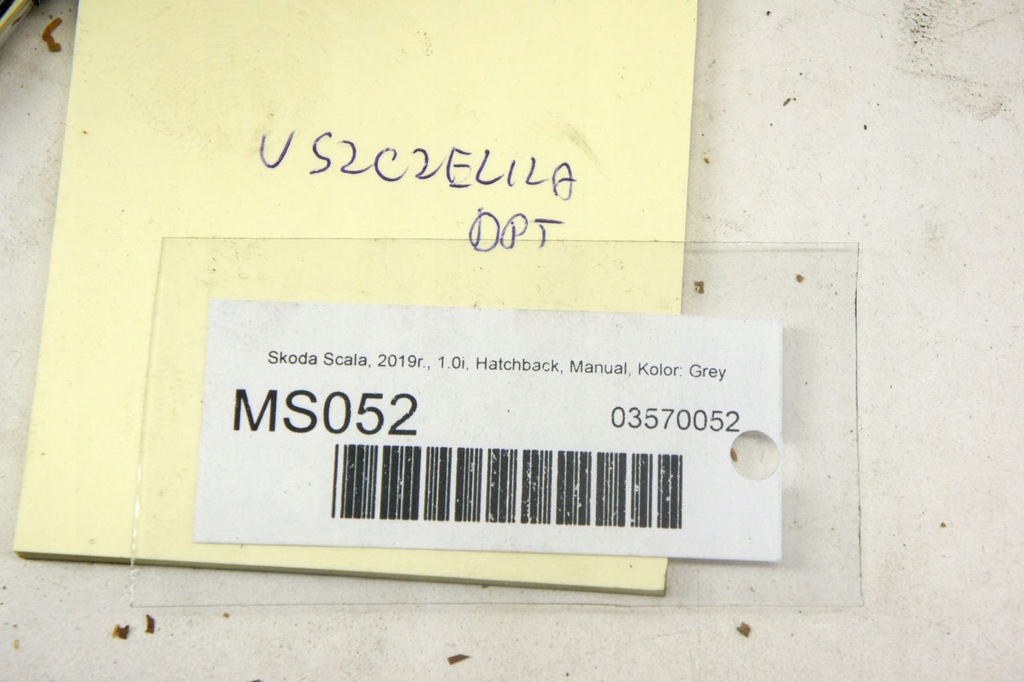 USZCZELKA
DPT
Skoda Scala, 2019r., 1.0i, Hatchback, Manual, Kolor: Grey
MS052
03570052